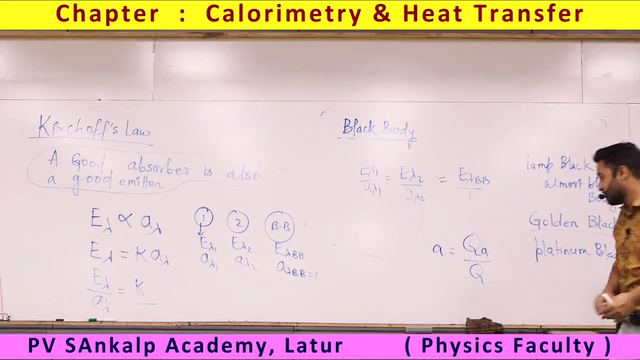 Chapter : Calorimetry & Heat Transfer
Kirchoff's Law
A Good absorber is also
a good emitter
Eλ ∝ aλ
Eλ = K aλ
Eλ/aλ = K
1 2 B.B
Eλ1 Eλ2 EλBB
aλ1 aλ2 aλBB=1
Black Body
Eλ1/aλ1 = Eλ2/aλ2 = EλBB/1
a = Qa/Q
lamp Black
almost
Golden Black
platinum
PV SAnkalp Academy, Latur ( Physics Faculty )